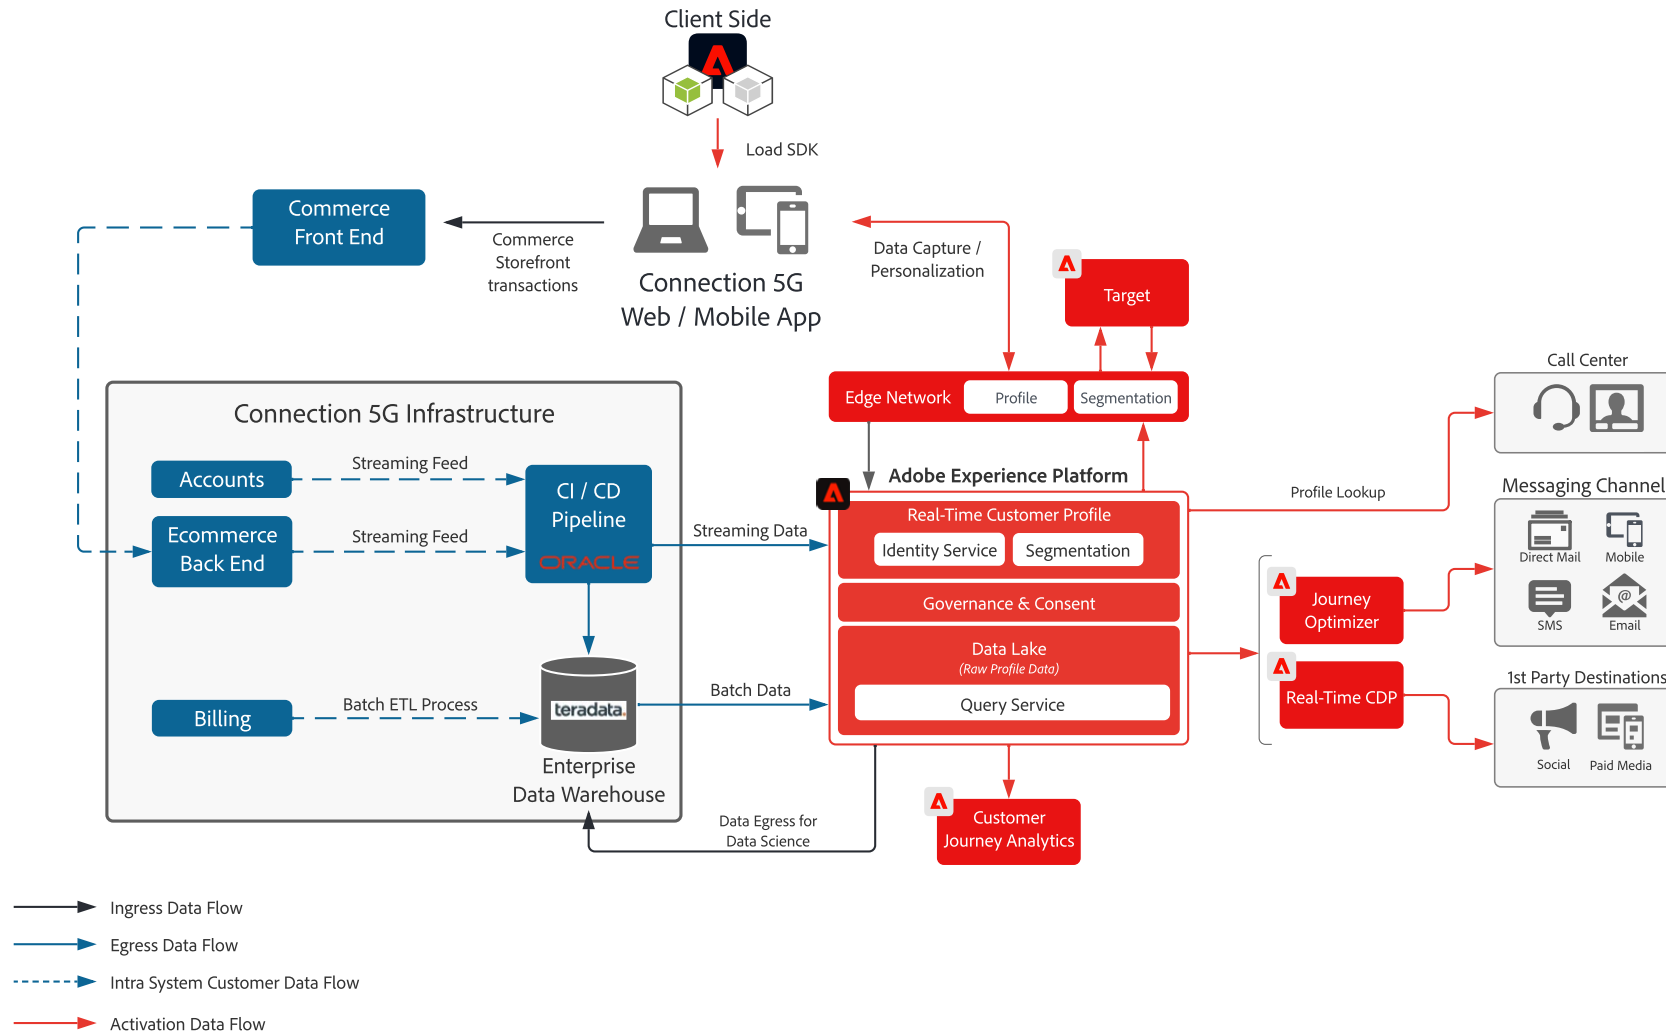 Client Side
Load SDK
Commerce
Front End
Commerce
Storefront
transactions
Connection 5G
Web / Mobile App
Data Capture /
Personalization
Target
Edge Network
Profile
Segmentation
Call Center
Connection 5G Infrastructure
Accounts
Streaming Feed
CI / CD
Pipeline
ORACLE
Ecommerce
Back End
Streaming Feed
Streaming Data
Adobe Experience Platform
Real-Time Customer Profile
Identity Service
Segmentation
Governance & Consent
Data Lake
(Raw Profile Data)
Query Service
Profile Lookup
Messaging Channel
Direct Mail
Mobile
SMS
@
Email
Journey
Optimizer
Real-Time CDP
1st Party Destinations
Social
Paid Media
Billing
Batch ETL Process
teradata.
Batch Data
Enterprise
Data Warehouse
Data Egress for
Data Science
Customer
Journey Analytics
Ingress Data Flow
Egress Data Flow
Intra System Customer Data Flow
Activation Data Flow